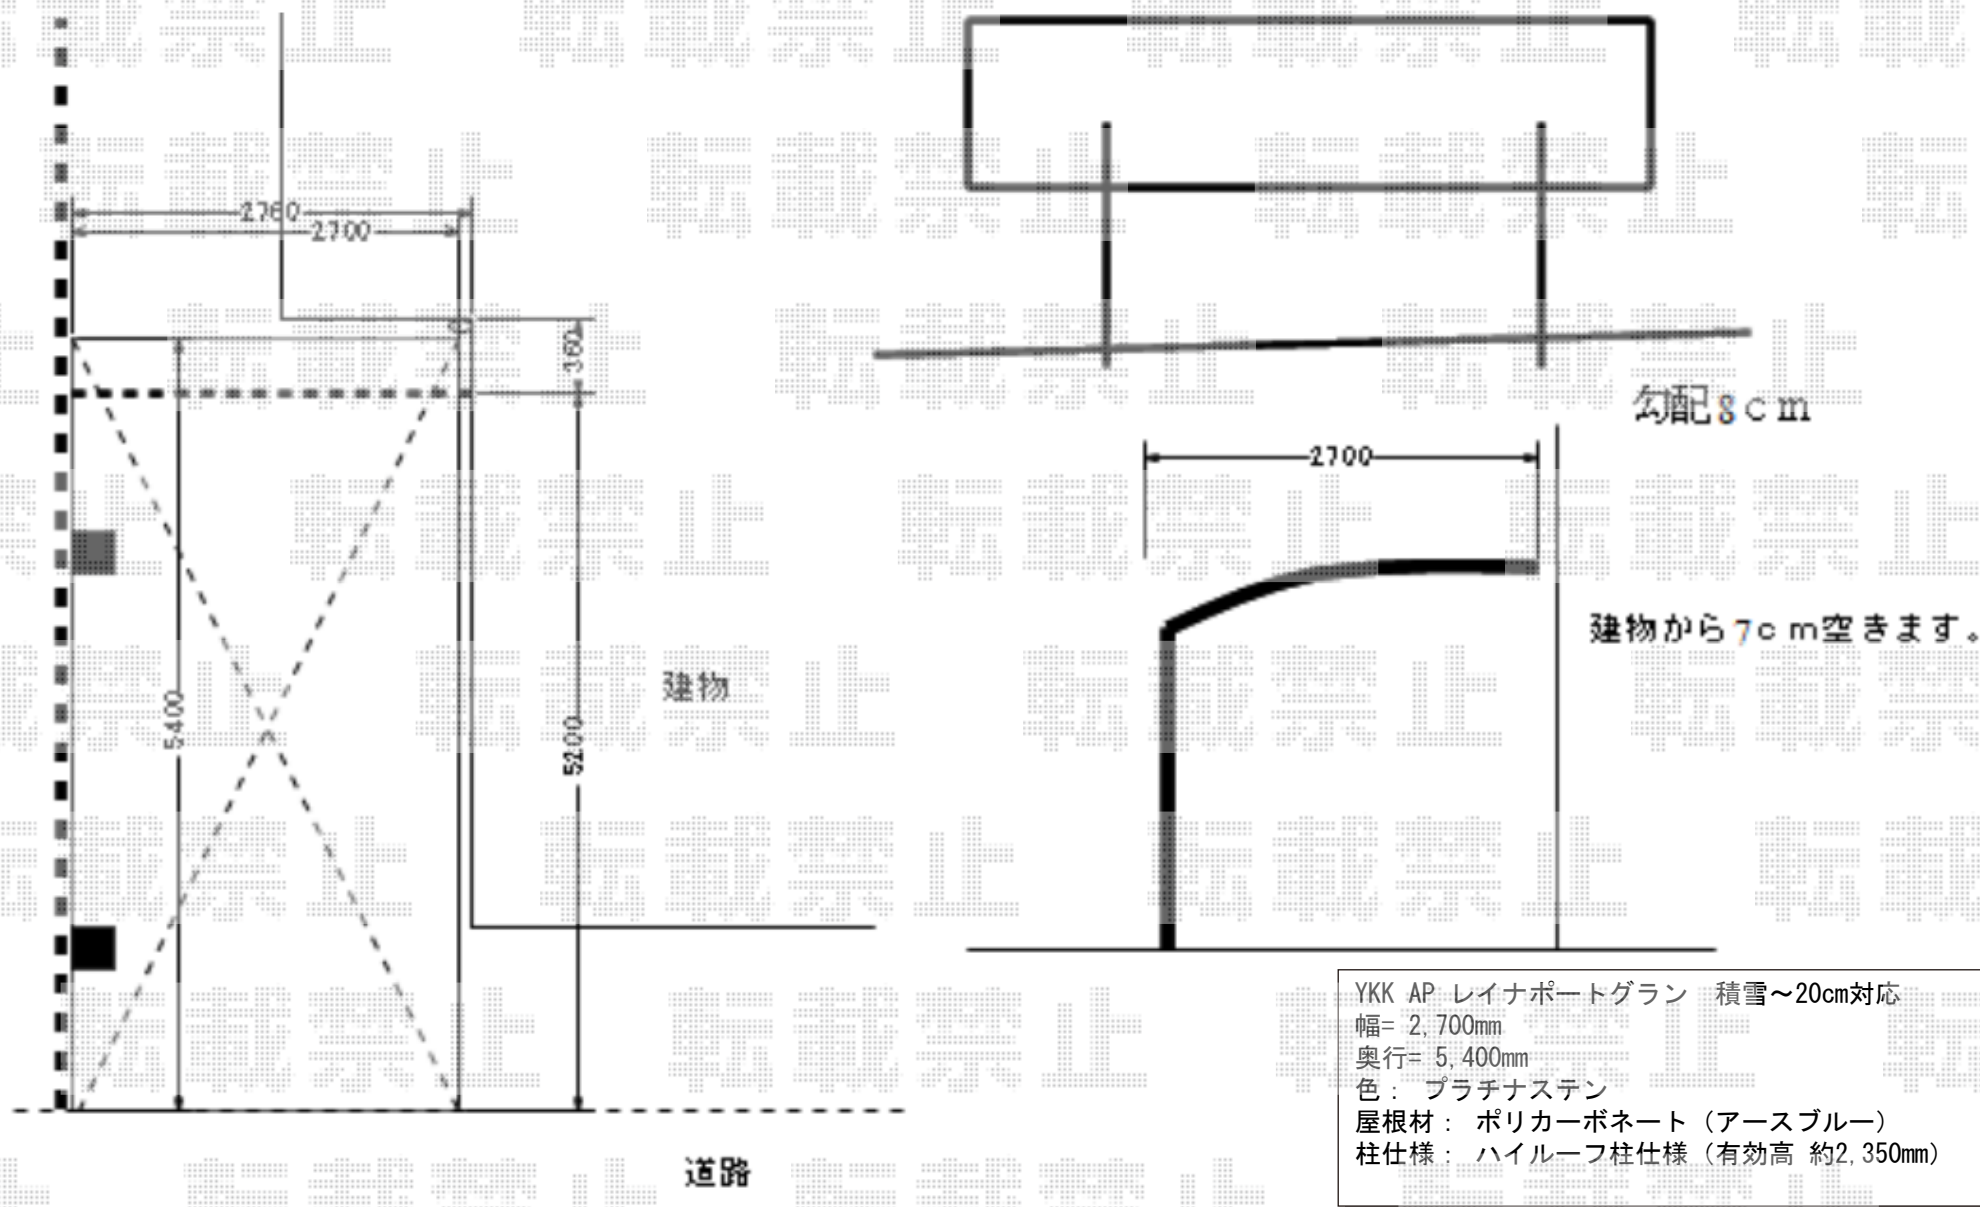 2760
2700
360
5400
5200
建物
道路
勾配8cm
2700
建物から7cm空きます。
YKK AP レイナポートグラン 積雪～20cm対応
幅= 2,700mm
奥行= 5,400mm
色： プラチナステン
屋根材： ポリカーボネート（アースブルー）
柱仕様： ハイルーフ柱仕様（有効高 約2,350mm）
転載禁止